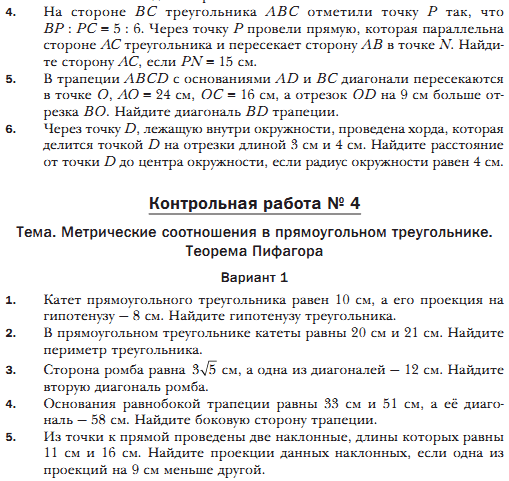 4. На стороне BC треугольника ABC отметили точку P так, что
BP : PC = 5 : 6. Через точку P провели прямую, которая параллельна
стороне AC треугольника и пересекает сторону AB в точке N. Найди-
те сторону AC, если PN = 15 см.
5. В трапеции ABCD с основаниями AD и BC диагонали пересекаются
в точке O, AO = 24 см, OC = 16 см, а отрезок OD на 9 см больше от-
резка BO. Найдите диагональ BD трапеции.
6. Через точку D, лежащую внутри окружности, проведена хорда, которая
делится точкой D на отрезки длиной 3 см и 4 см. Найдите расстояние
от точки D до центра окружности, если радиус окружности равен 4 см.
Контрольная работа № 4
Тема. Метрические соотношения в прямоугольном треугольнике.
Теорема Пифагора
Вариант 1
1. Катет прямоугольного треугольника равен 10 см, а его проекция на
гипотенузу – 8 см. Найдите гипотенузу треугольника.
2. В прямоугольном треугольнике катеты равны 20 см и 21 см. Найдите
периметр треугольника.
3. Сторона ромба равна 3√5 см, а одна из диагоналей – 12 см. Найдите
вторую диагональ ромба.
4. Основания равнобокой трапеции равны 33 см и 51 см, а её диаго-
наль – 58 см. Найдите боковую сторону трапеции.
5. Из точки к прямой проведены две наклонные, длины которых равны
11 см и 16 см. Найдите проекции данных наклонных, если одна из
проекций на 9 см меньше другой.